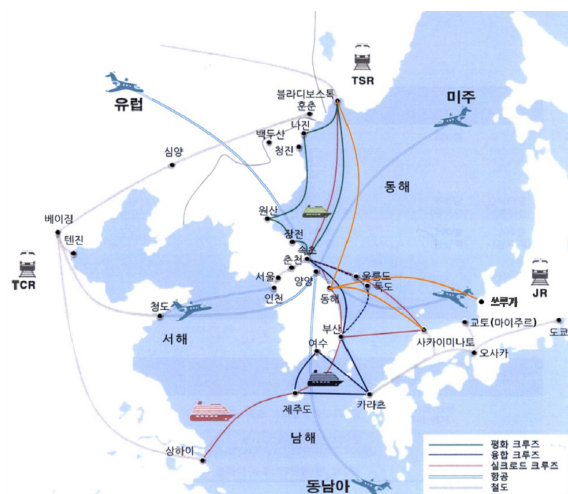 TSR
블라디보스톡
유럽
훈춘
미주
나진
백두산
청진
심양
동해
원산
베이징
장전
텐진
속초
춘천
울릉도
TCR
서울
양양
독도
JR
인천
동해
쓰루가
청도
교토(마이주르)
도쿄
서해
부산
사카이미나토
여수
오사카
제주도
카라츠
남해
상하이
동남아
평화 크루즈
융합 크루즈
실크로드 크루즈
항공
철도